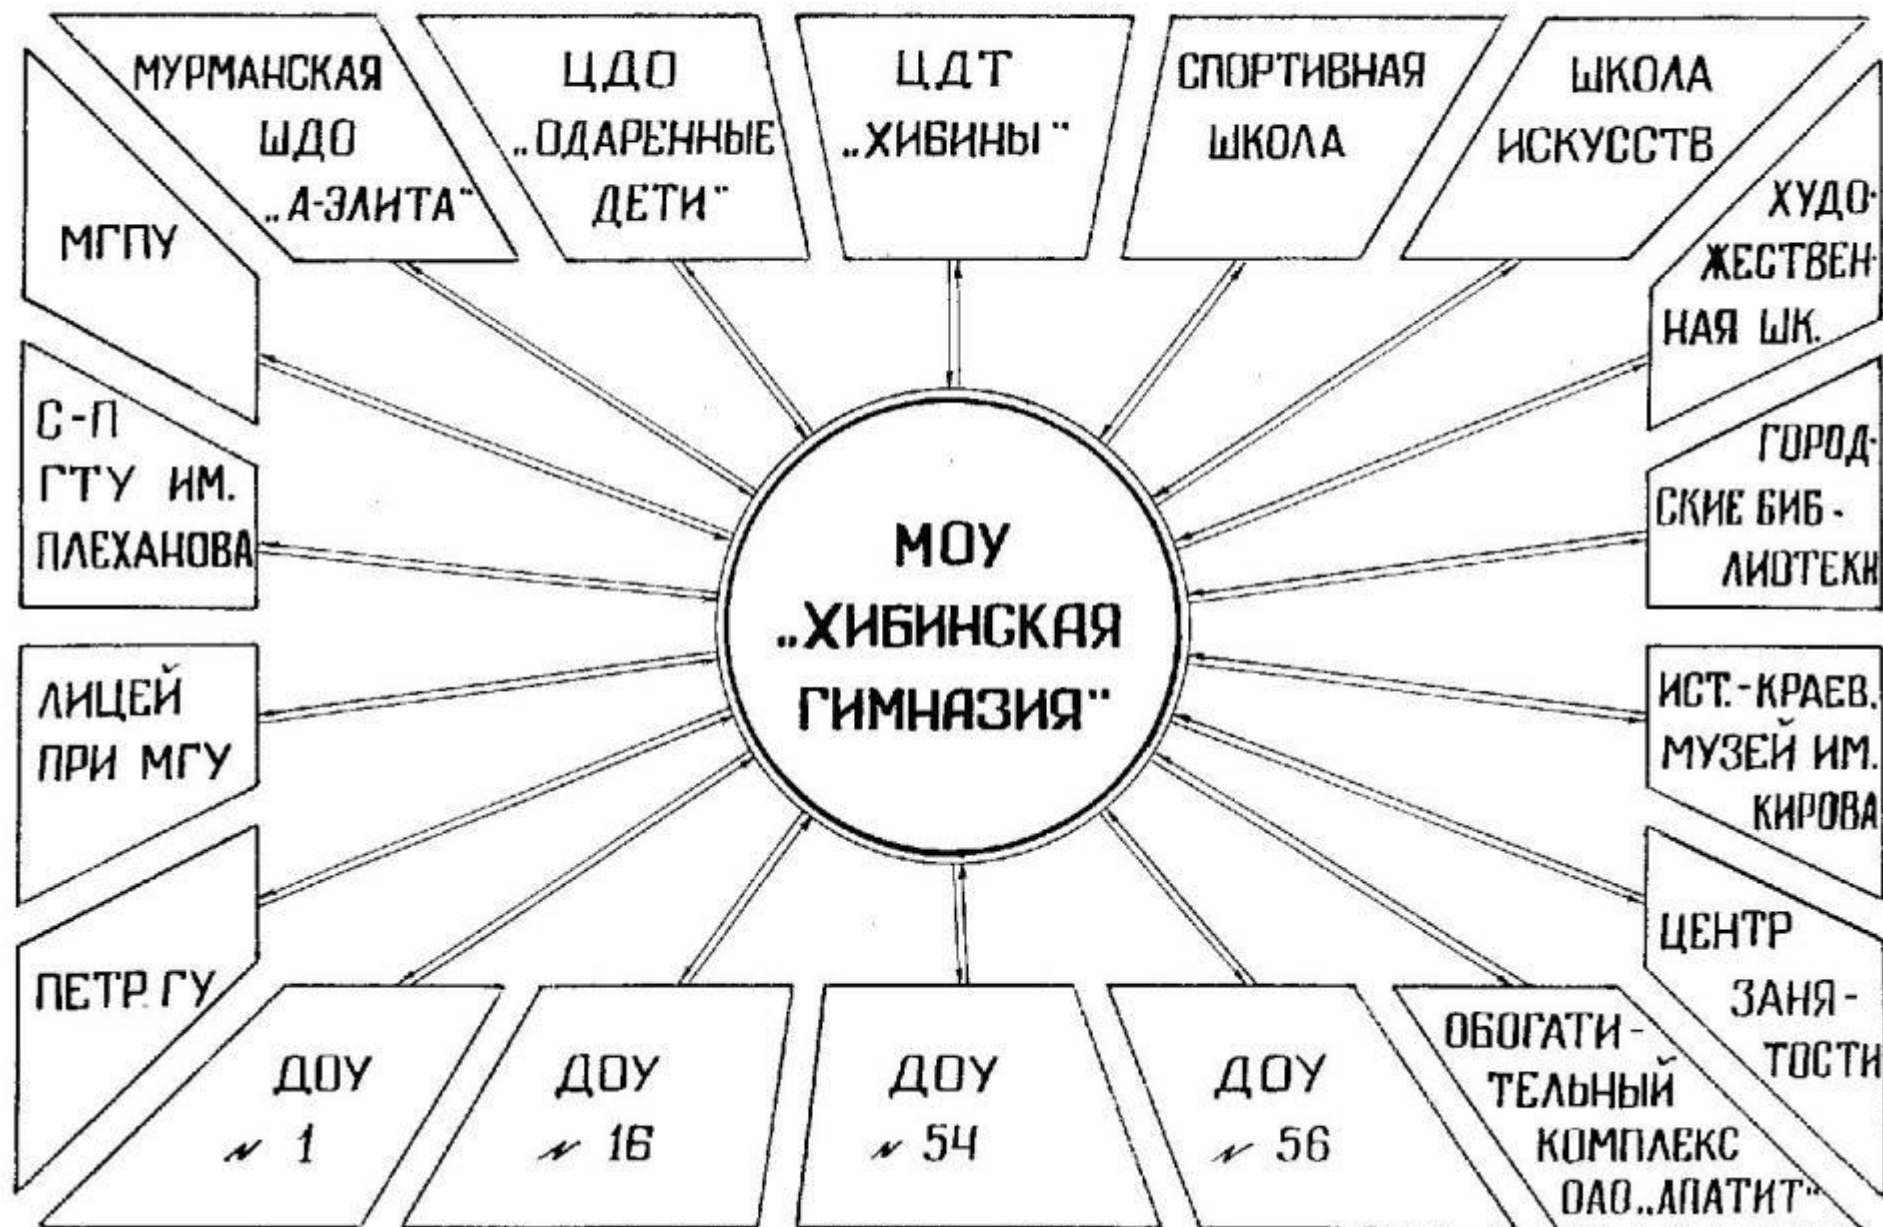 МУРМАНСКАЯ
ШДО
„А-ЭЛИТА“
ЦДО
„ОДАРЕННЫЕ
ДЕТИ“
ЦДТ
„ХИБИНЫ“
СПОРТИВНАЯ
ШКОЛА
ШКОЛА
ИСКУССТВ
МГПУ
ХУДО-
ЖЕСТВЕН-
НАЯ ШК.
С-П
ГТУ ИМ.
ПЛЕХАНОВА
ГОРОД-
СКИЕ БИБ-
ЛИОТЕКИ
МОУ
„ХИБИНСКАЯ
ГИМНАЗИЯ“
ЛИЦЕЙ
ПРИ МГУ
ИСТ.-КРАЕВ.
МУЗЕЙ ИМ.
КИРОВА
ПЕТР. ГУ
ЦЕНТР
ЗАНЯ-
ТОСТИ
ДОУ
№ 1
ДОУ
№ 16
ДОУ
№ 54
ДОУ
№ 56
ОБОГАТИ-
ТЕЛЬНЫЙ
КОМПЛЕКС
ОАО „АПАТИТ“